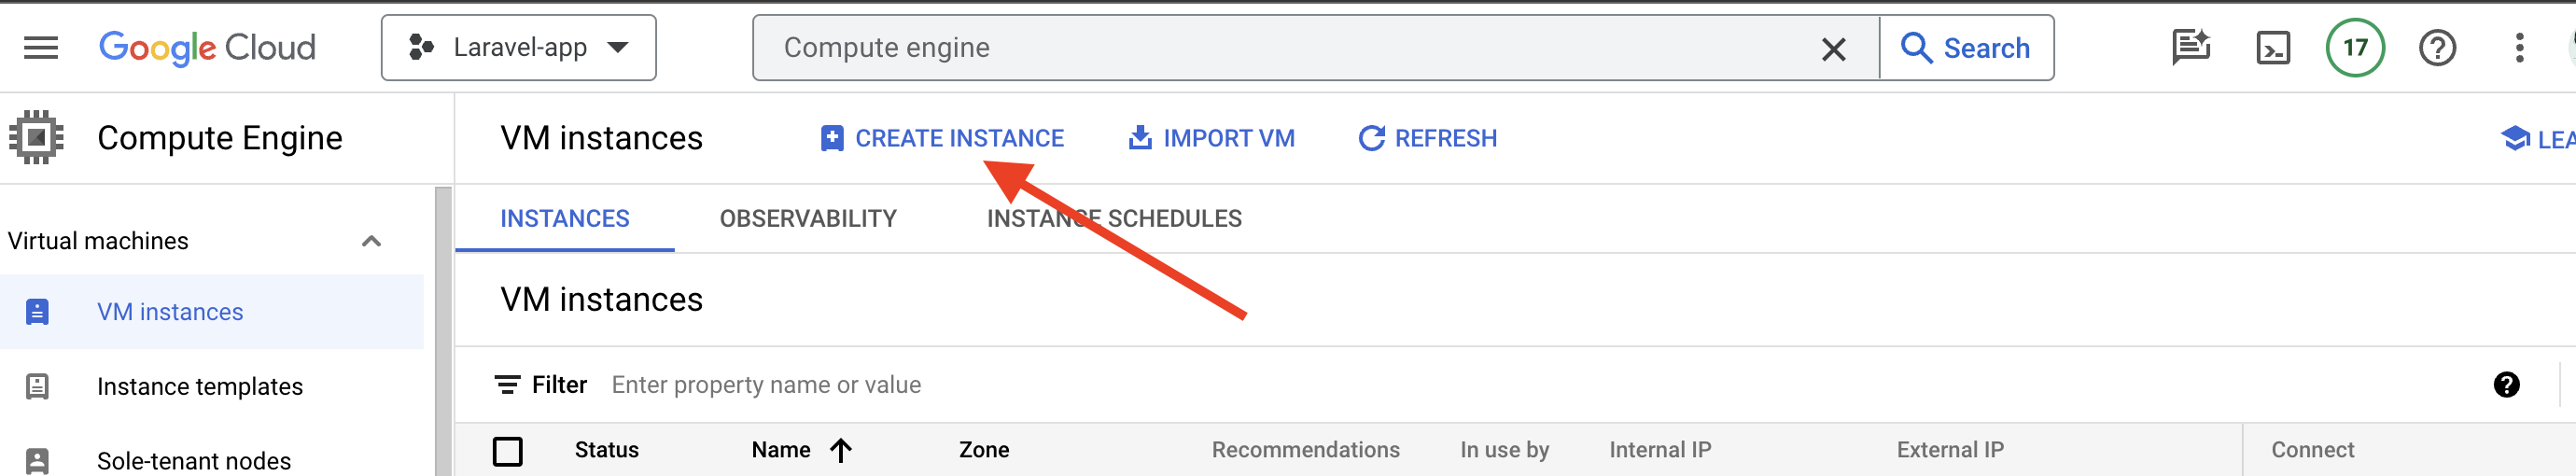 Google Cloud
Laravel-app
Compute engine
Search
17
Compute Engine
VM instances
CREATE INSTANCE
IMPORT VM
REFRESH
Virtual machines
VM instances
Instance templates
Sole-tenant nodes
INSTANCES
OBSERVABILITY
INSTANCE SCHEDULES
VM instances
Filter Enter property name or value
Status Name Zone Recommendations In use by Internal IP External IP Connect